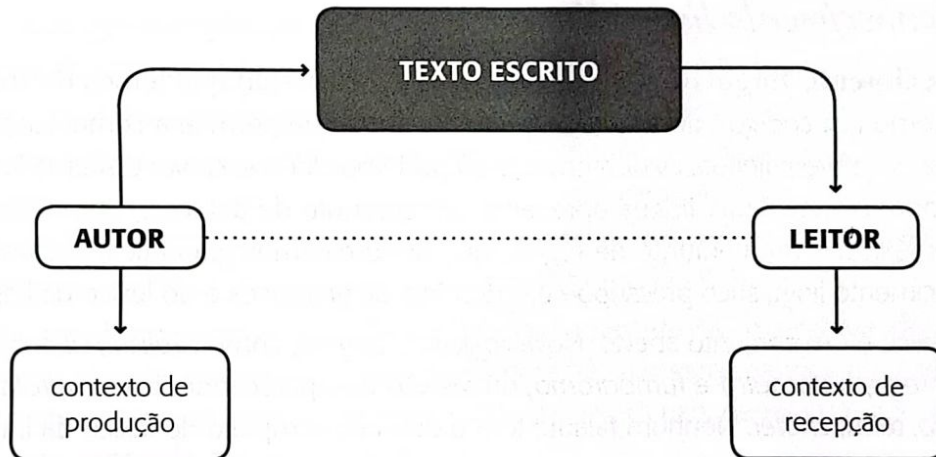 TEXTO ESCRITO
AUTOR
LEITOR
contexto de
produção
contexto de
recepção